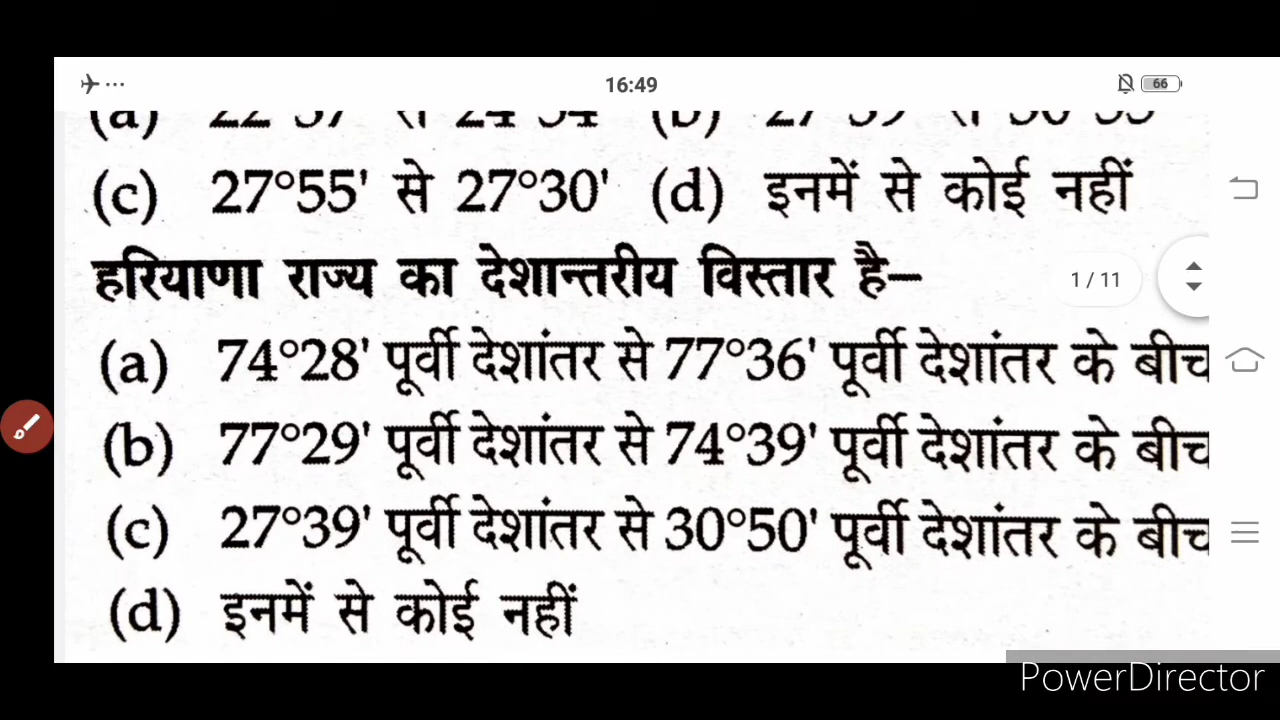 16:49
66
(c) 27°55' से 27°30' (d) इनमें से कोई नहीं
हरियाणा राज्य का देशान्तरीय विस्तार है–
1 / 11
(a) 74°28' पूर्वी देशांतर से 77°36' पूर्वी देशांतर के बीच
(b) 77°29' पूर्वी देशांतर से 74°39' पूर्वी देशांतर के बीच
(c) 27°39' पूर्वी देशांतर से 30°50' पूर्वी देशांतर के बीच
(d) इनमें से कोई नहीं
PowerDirector